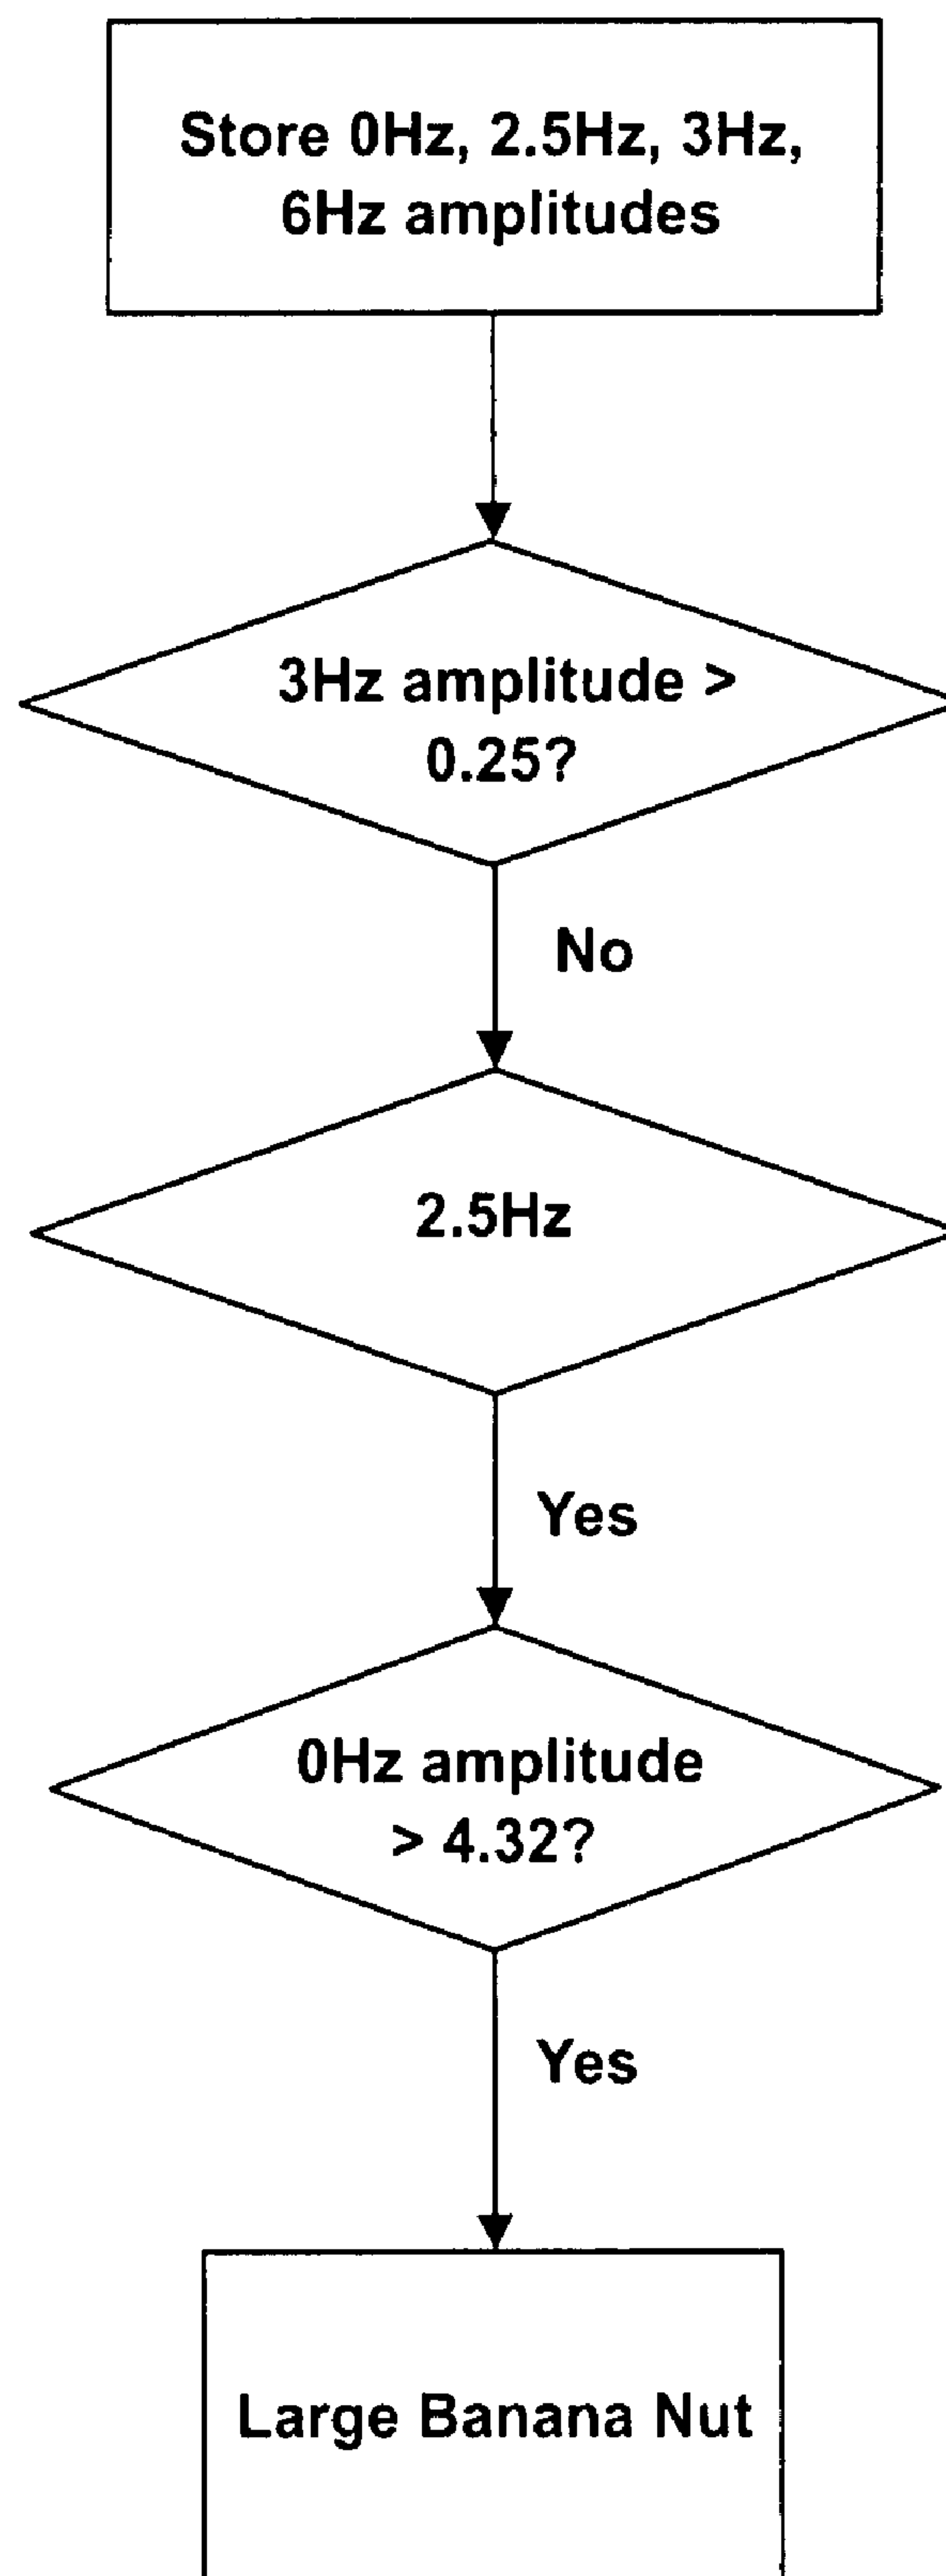 Store 0Hz, 2.5Hz, 3Hz,
6Hz amplitudes
3Hz amplitude >
0.25?
No
2.5Hz
Yes
0Hz amplitude
> 4.32?
Yes
Large Banana Nut